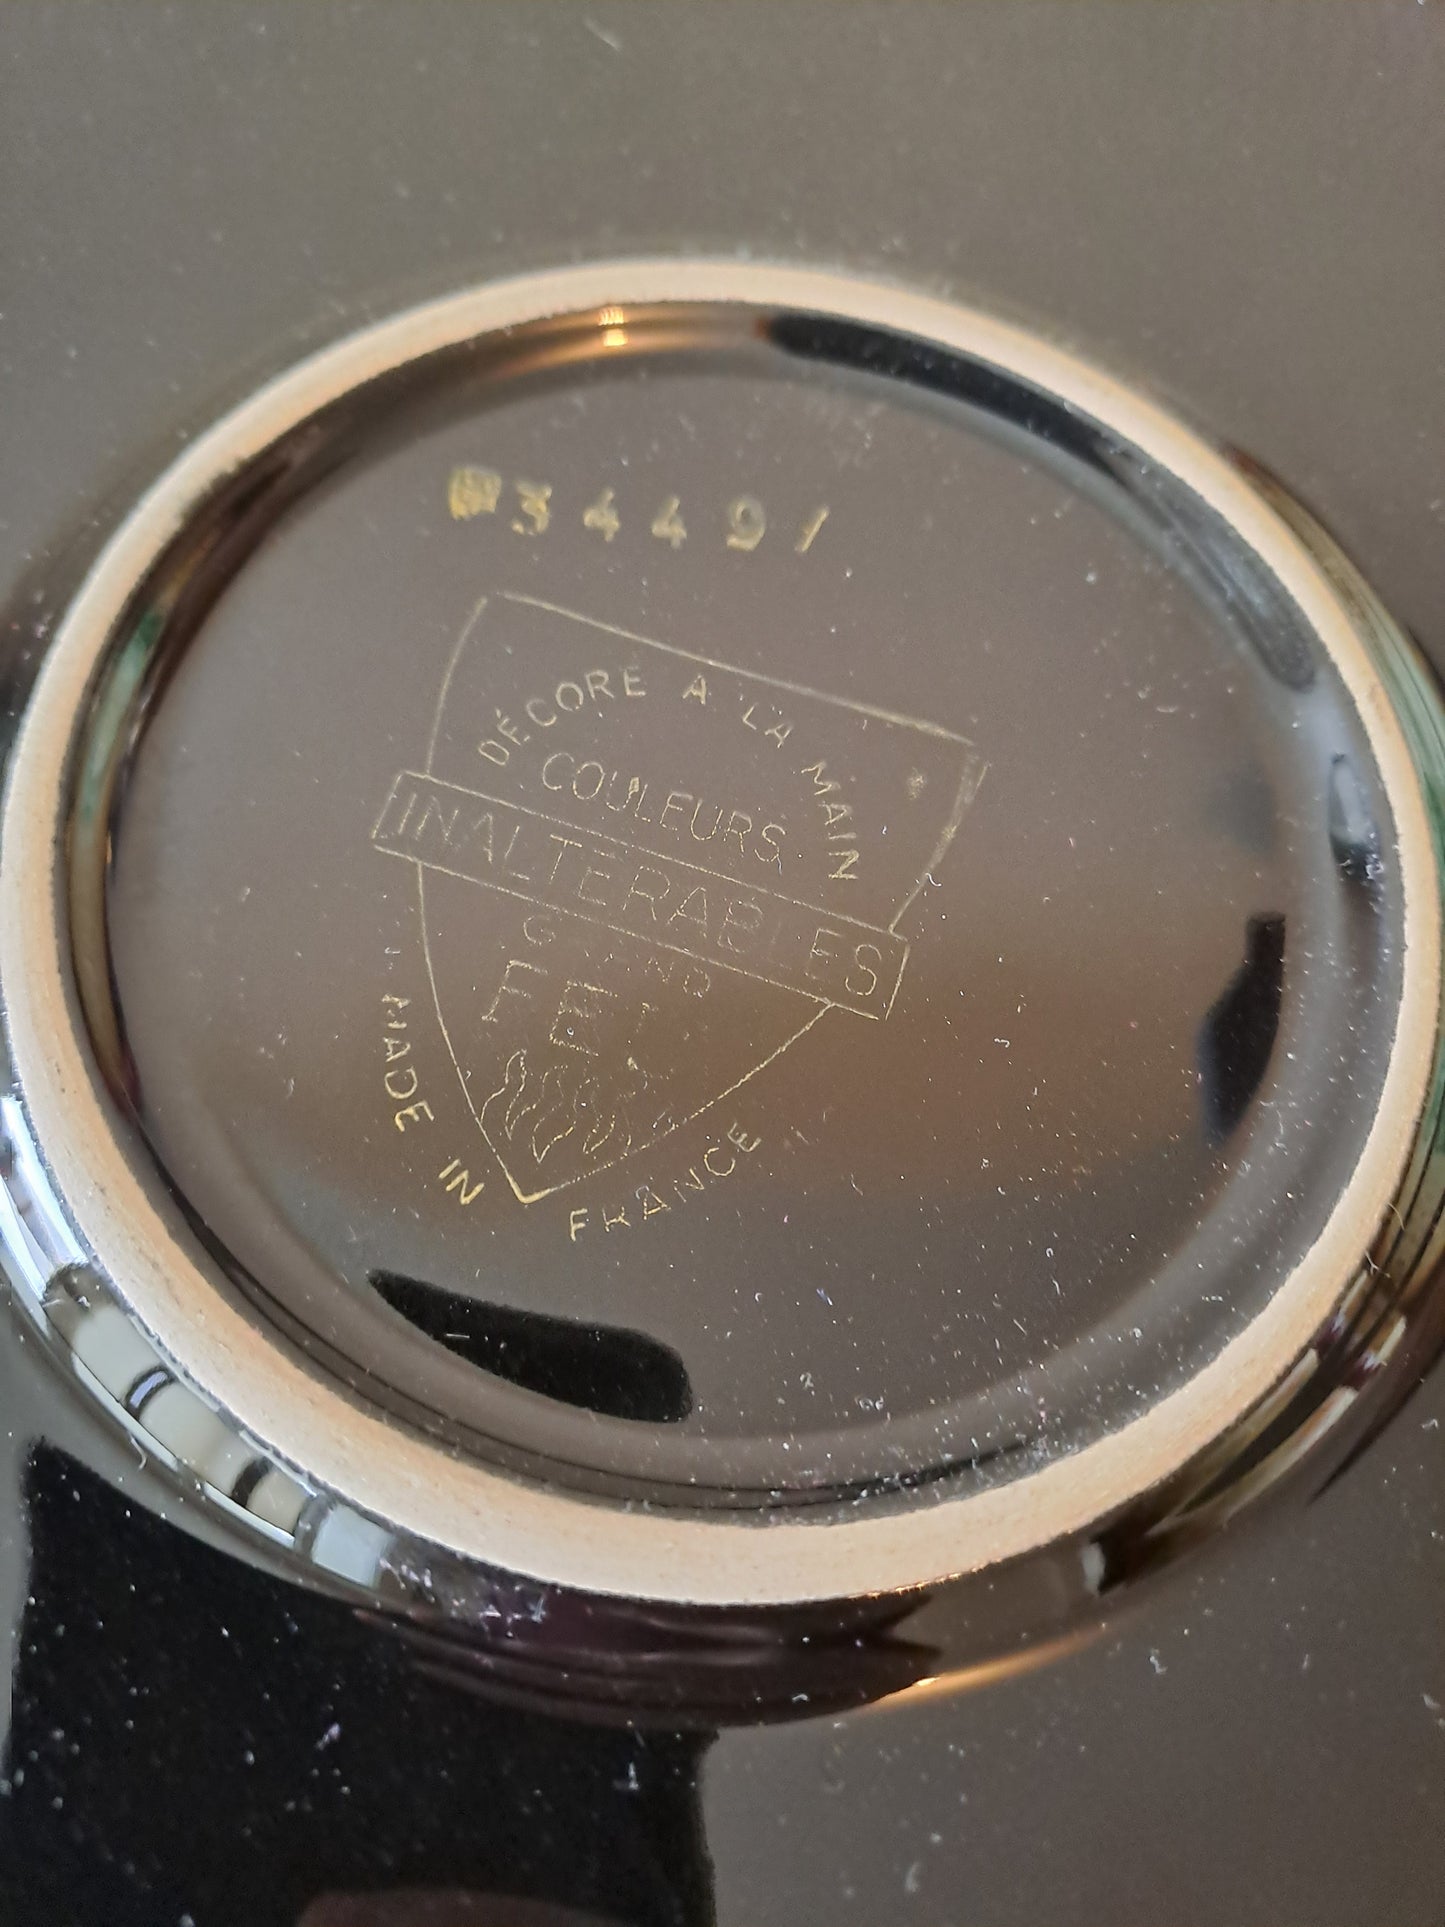 34491
DÉCORÉ A LA MAIN
COULEURS
INALTERABLES
GRAND
FEU
MADE IN FRANCE